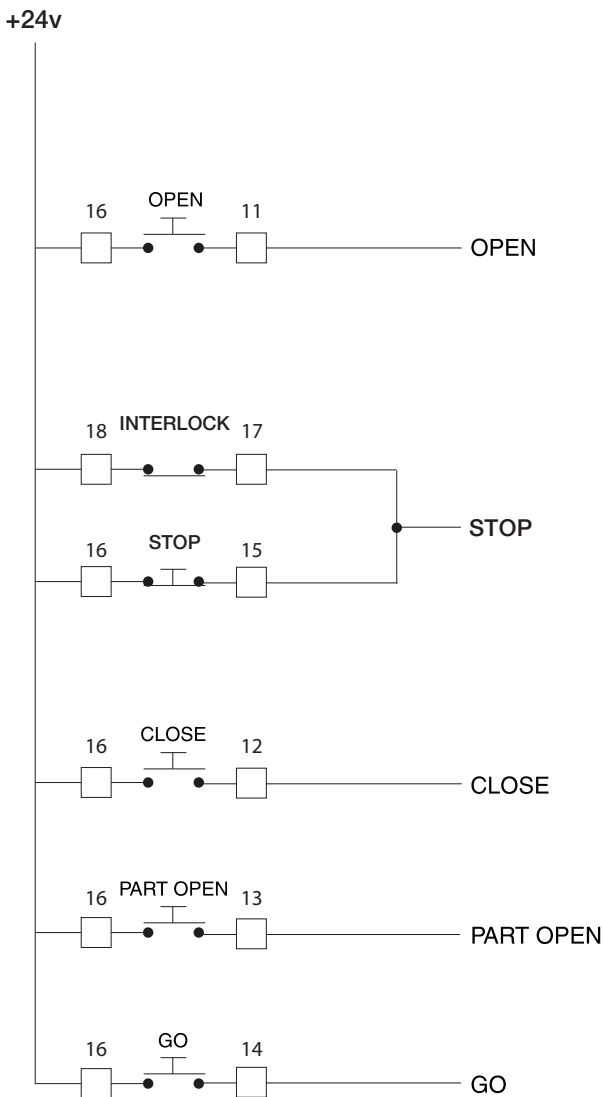 +24v
OPEN
16 11
OPEN
INTERLOCK
18 17
STOP
STOP
16 15
CLOSE
16 12
CLOSE
PART OPEN
16 13
PART OPEN
GO
16 14
GO